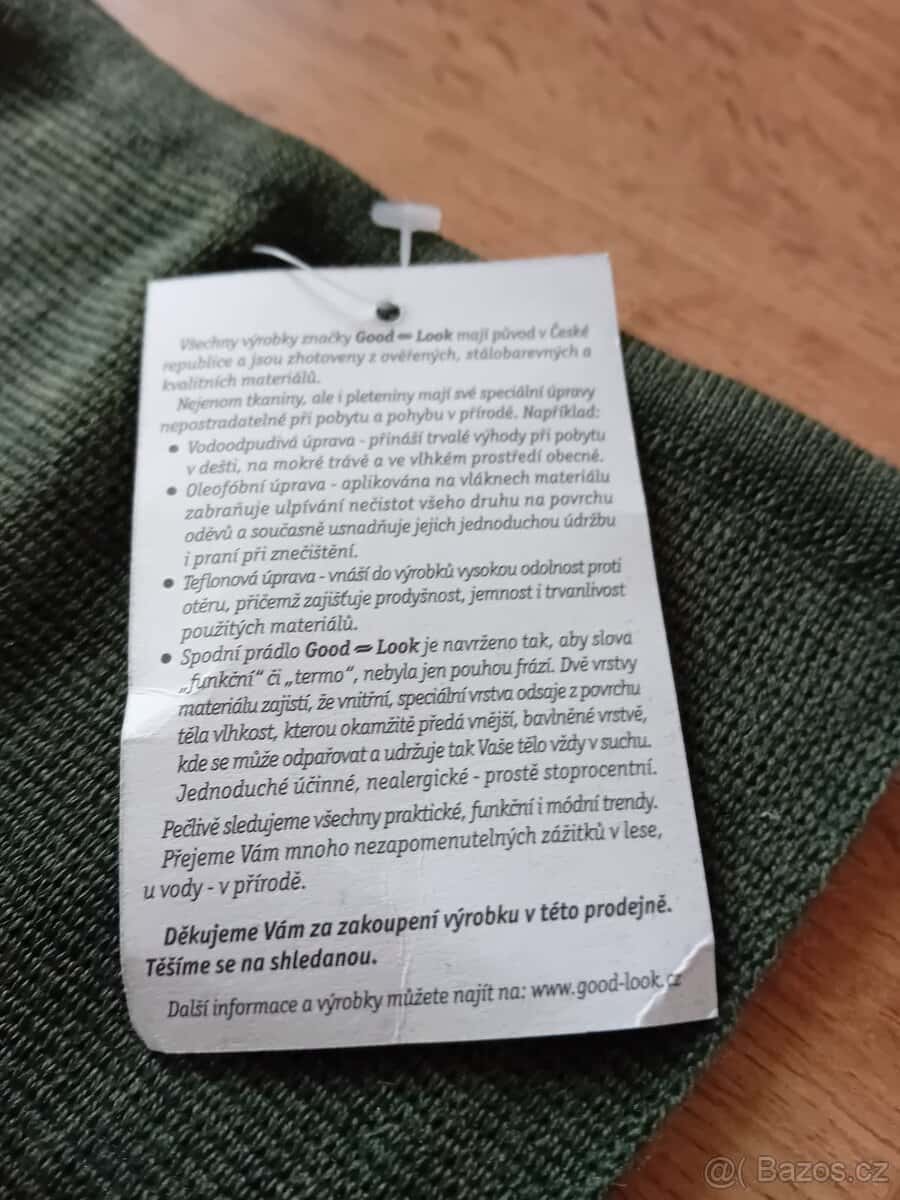 Všechny výrobky značky Good Look mají původ v České
republice a jsou zhotoveny z ověřených, stálobarevných a
kvalitních materiálů.
Nejenom tkaniny, ale i pleteniny mají své speciální úpravy
nepostradatelné při pobytu a pohybu v přírodě. Například:
• Vodoodpudivá úprava - přináší trvalé výhody při pobytu
v dešti, na mokré trávě a ve vlhkém prostředí obecně.
• Oleofóbní úprava - aplikována na vláknech materiálu
zabraňuje ulpívání nečistot všeho druhu na povrchu
oděvů a současně usnadňuje jejich jednoduchou údržbu
i praní při znečištění.
• Teflonová úprava - vnáší do výrobků vysokou odolnost proti
otěru, přičemž zajišťuje prodyšnost, jemnost i trvanlivost
použitých materiálů.
• Spodní prádlo Good Look je navrženo tak, aby slova
„funkční“ či „termo“, nebyla jen pouhou frází. Dvě vrstvy
materiálu zajistí, že vnitřní, speciální vrstva odsaje z povrchu
těla vlhkost, kterou okamžitě předá vnější, bavlněné vrstvě,
kde se může odpařovat a udržuje tak Vaše tělo vždy v suchu.
Jednoduché účinné, nealergické - prostě stoprocentní.
Pečlivě sledujeme všechny praktické, funkční i módní trendy.
Přejeme Vám mnoho nezapomenutelných zážitků v lese,
u vody - v přírodě.
Děkujeme Vám za zakoupení výrobku v této prodejně.
Těšíme se na shledanou.
Další informace a výrobky můžete najít na: www.good-look.cz
@( Bazos.cz